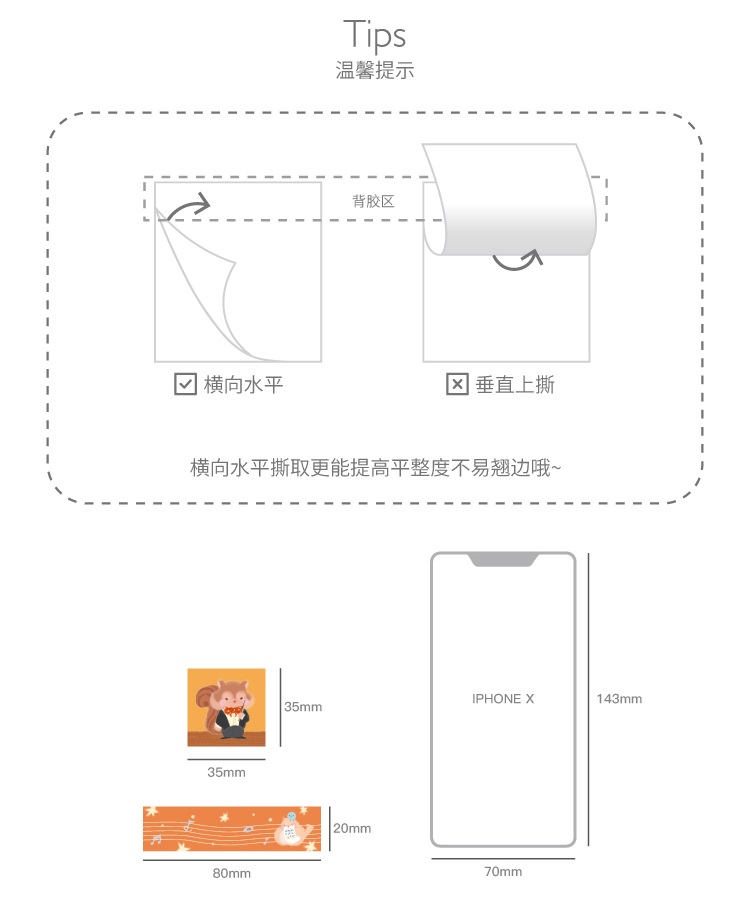 Tips
温馨提示
背胶区
横向水平
垂直上撕
横向水平撕取更能提高平整度不易翘边哦~
IPHONE X
143mm
35mm
35mm
20mm
80mm
70mm